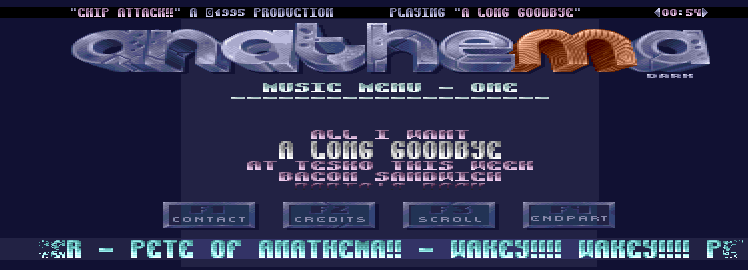 "CHIP ATTACK!!" A ©1995 PRODUCTION PLAYING "A LONG GOODBYE" 00:54
anathema
DARK
MUSIC MENU - ONE
ALL I WANT
A LONG GOODBYE
AT TESKO THIS WEEK
BACON SANDWICH
F1 F2 F3 F4
CONTACT CREDITS SCROLL ENDPART
- PETE OF ANATHEMA!! - WAKEY!!!! WAKEY!!!!